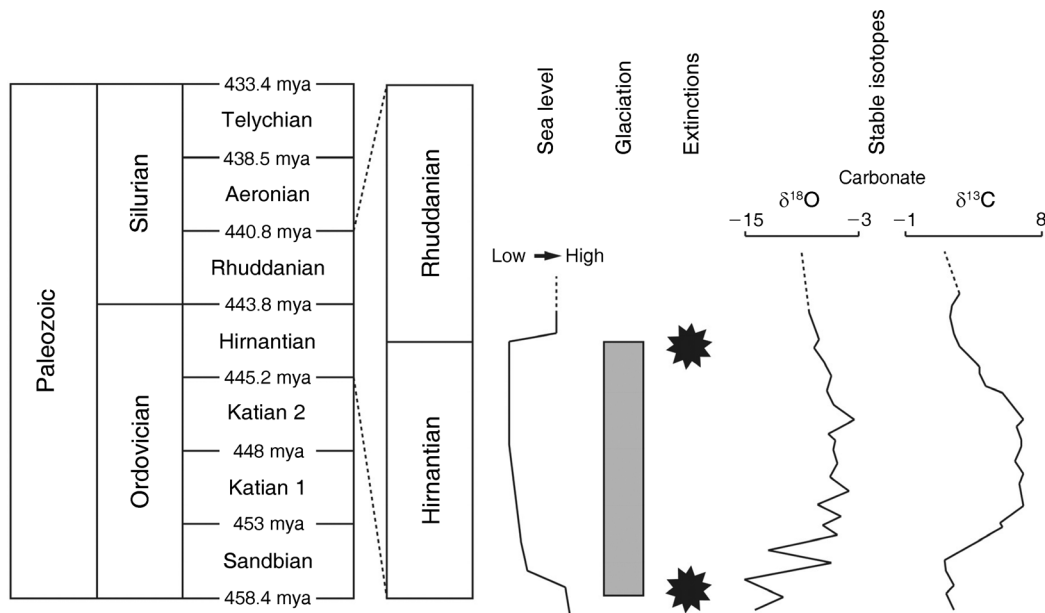 Paleozoic
Silurian
Ordovician
433.4 mya
Telychian
438.5 mya
Aeronian
440.8 mya
Rhuddanian
443.8 mya
Hirnantian
445.2 mya
Katian 2
448 mya
Katian 1
453 mya
Sandbian
458.4 mya
Rhuddanian
Hirnantian
Sea level
Low High
Glaciation
Extinctions
Stable isotopes
Carbonate
δ¹⁸O
−15 −3
δ¹³C
−1 8